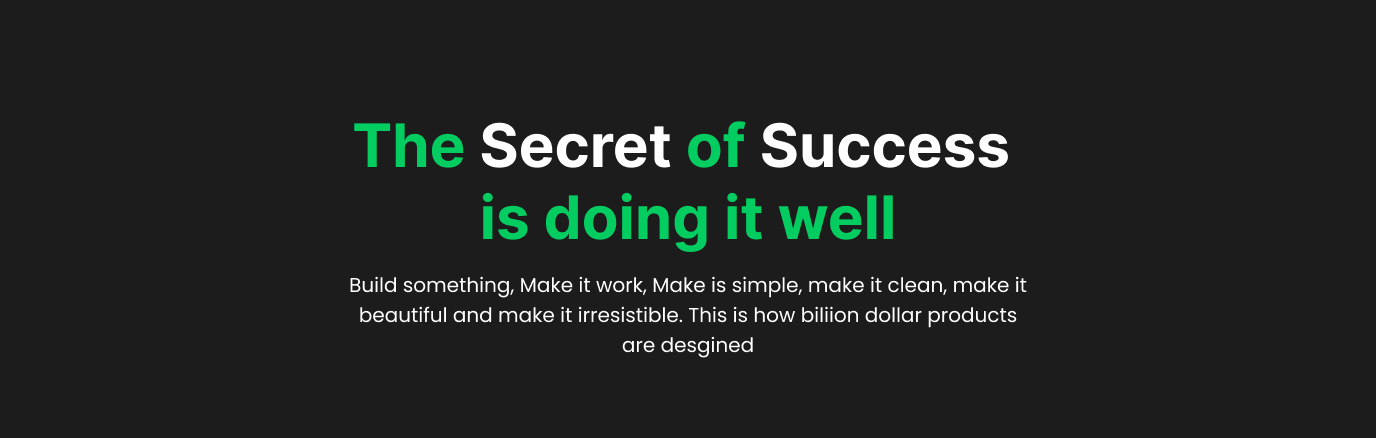 The Secret of Success
is doing it well
Build something, Make it work, Make is simple, make it clean, make it
beautiful and make it irresistible. This is how biliion dollar products
are desgined